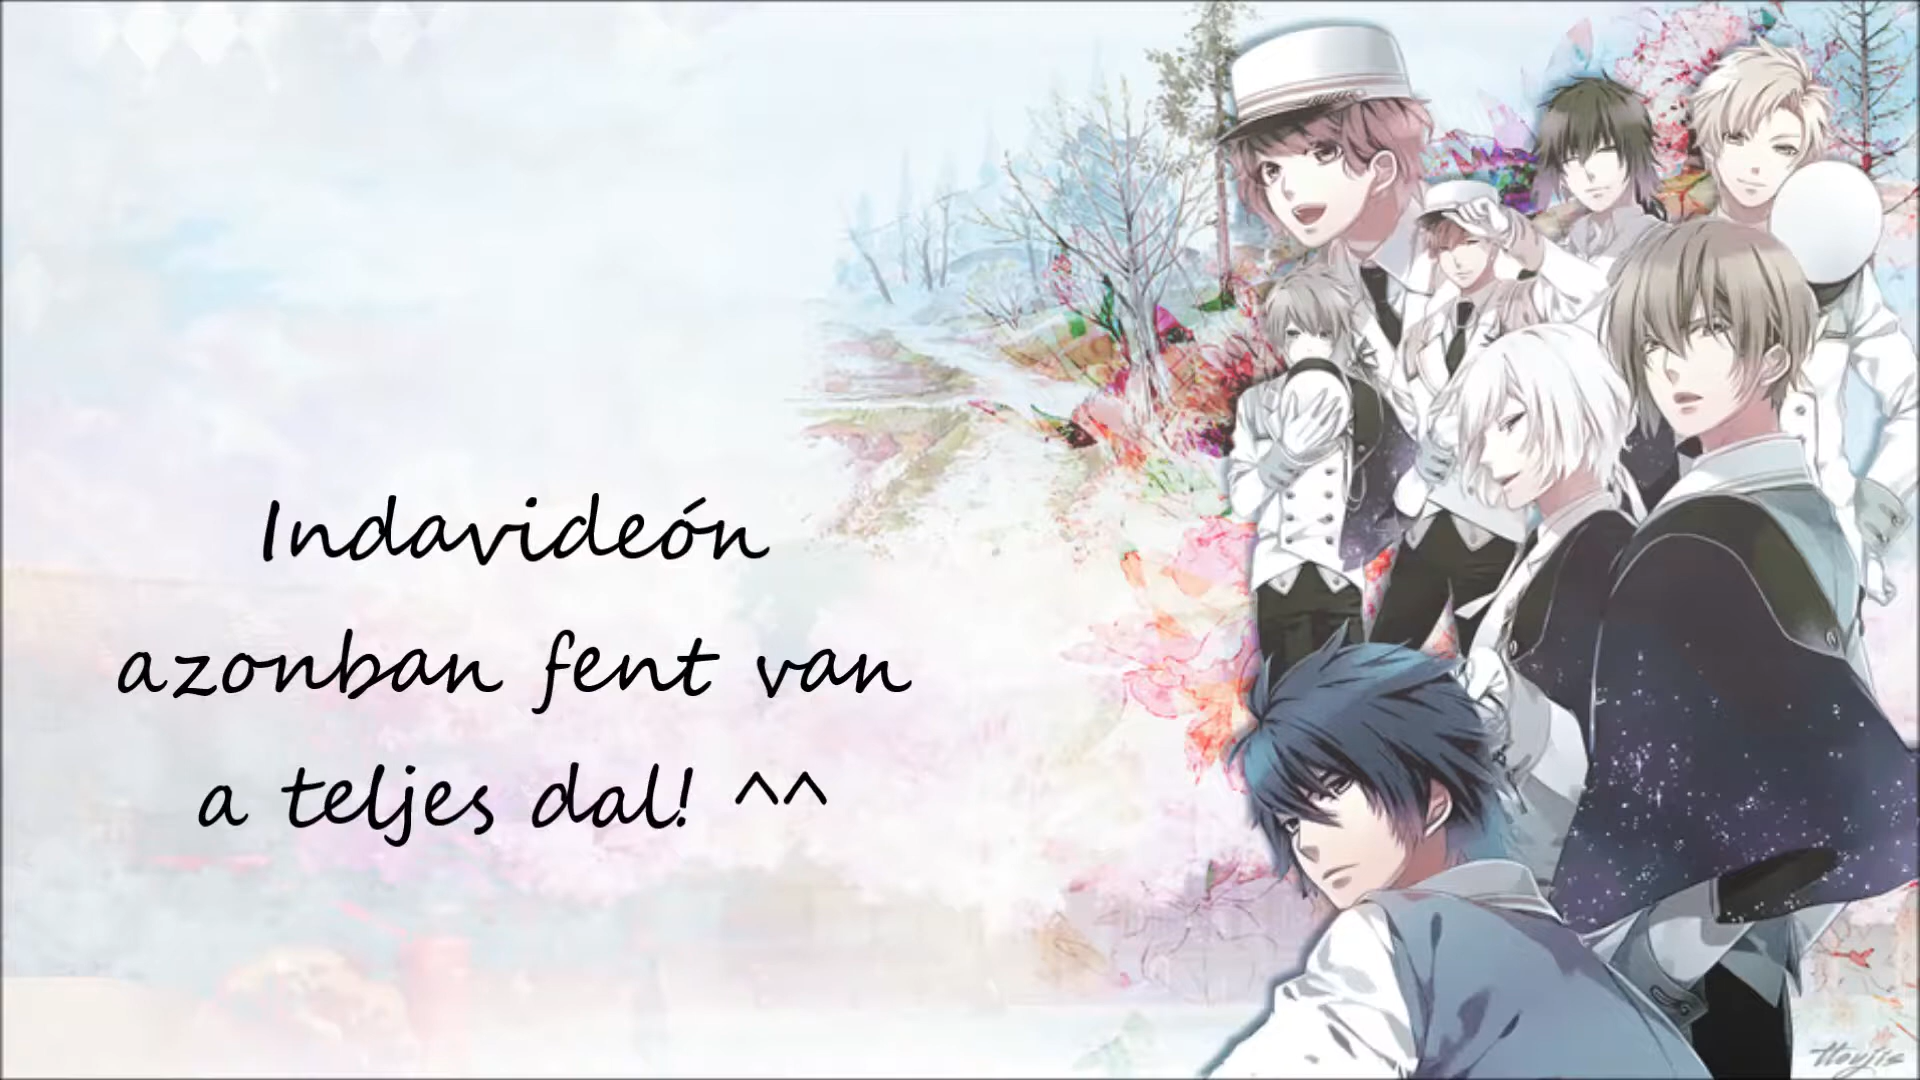 Indavideón
azonban fent van
a teljes dal! ^^